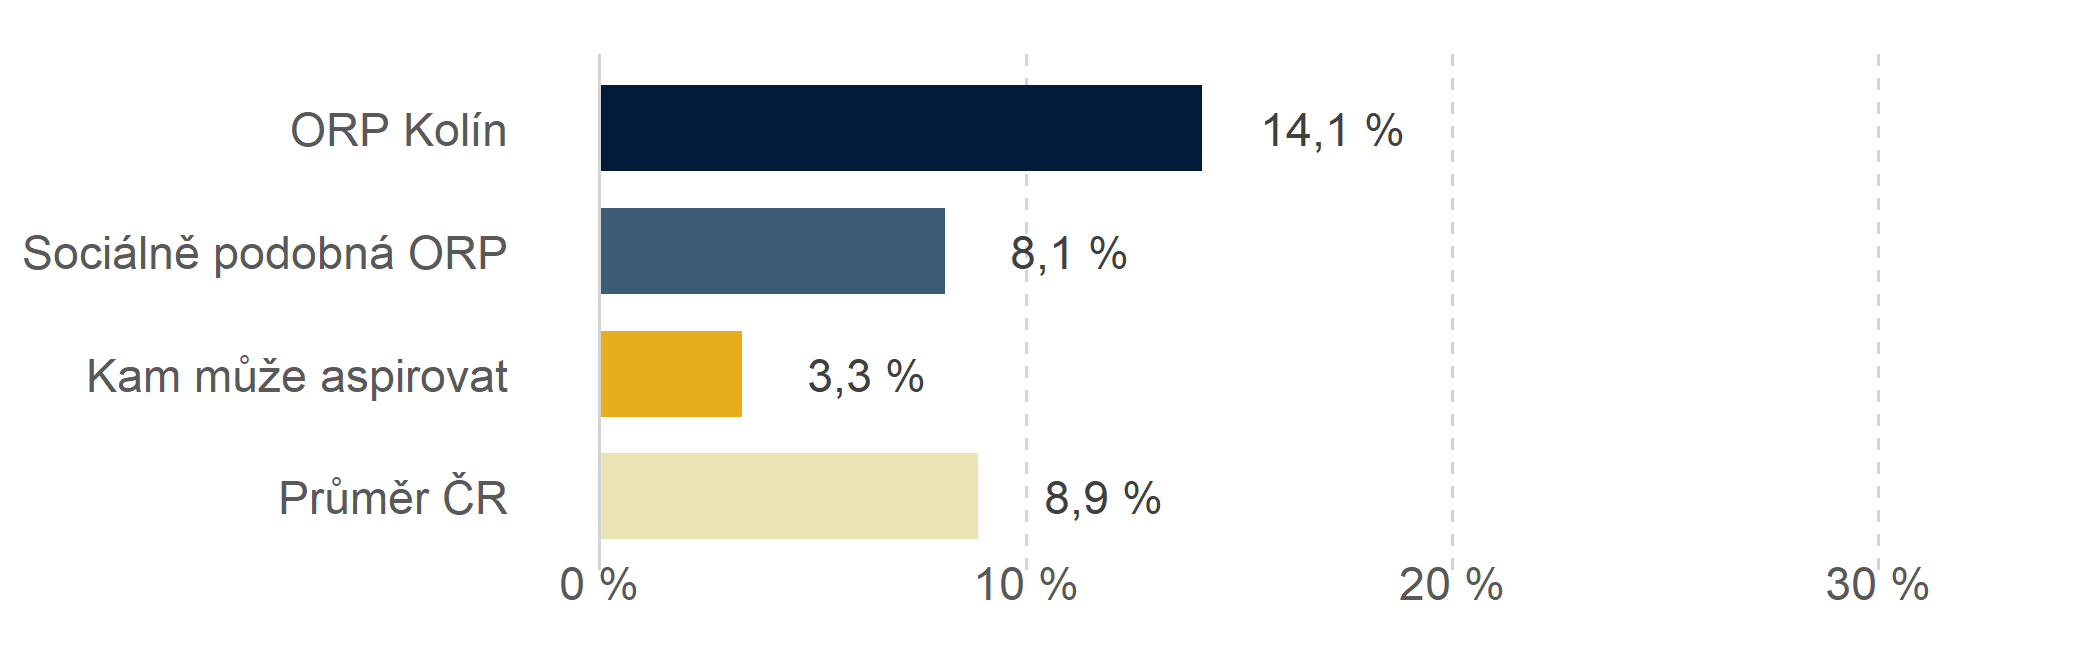 ORP Kolín
14,1 %
Sociálně podobná ORP
8,1 %
Kam může aspirovat
3,3 %
Průměr ČR
8,9 %
0 %
10 %
20 %
30 %